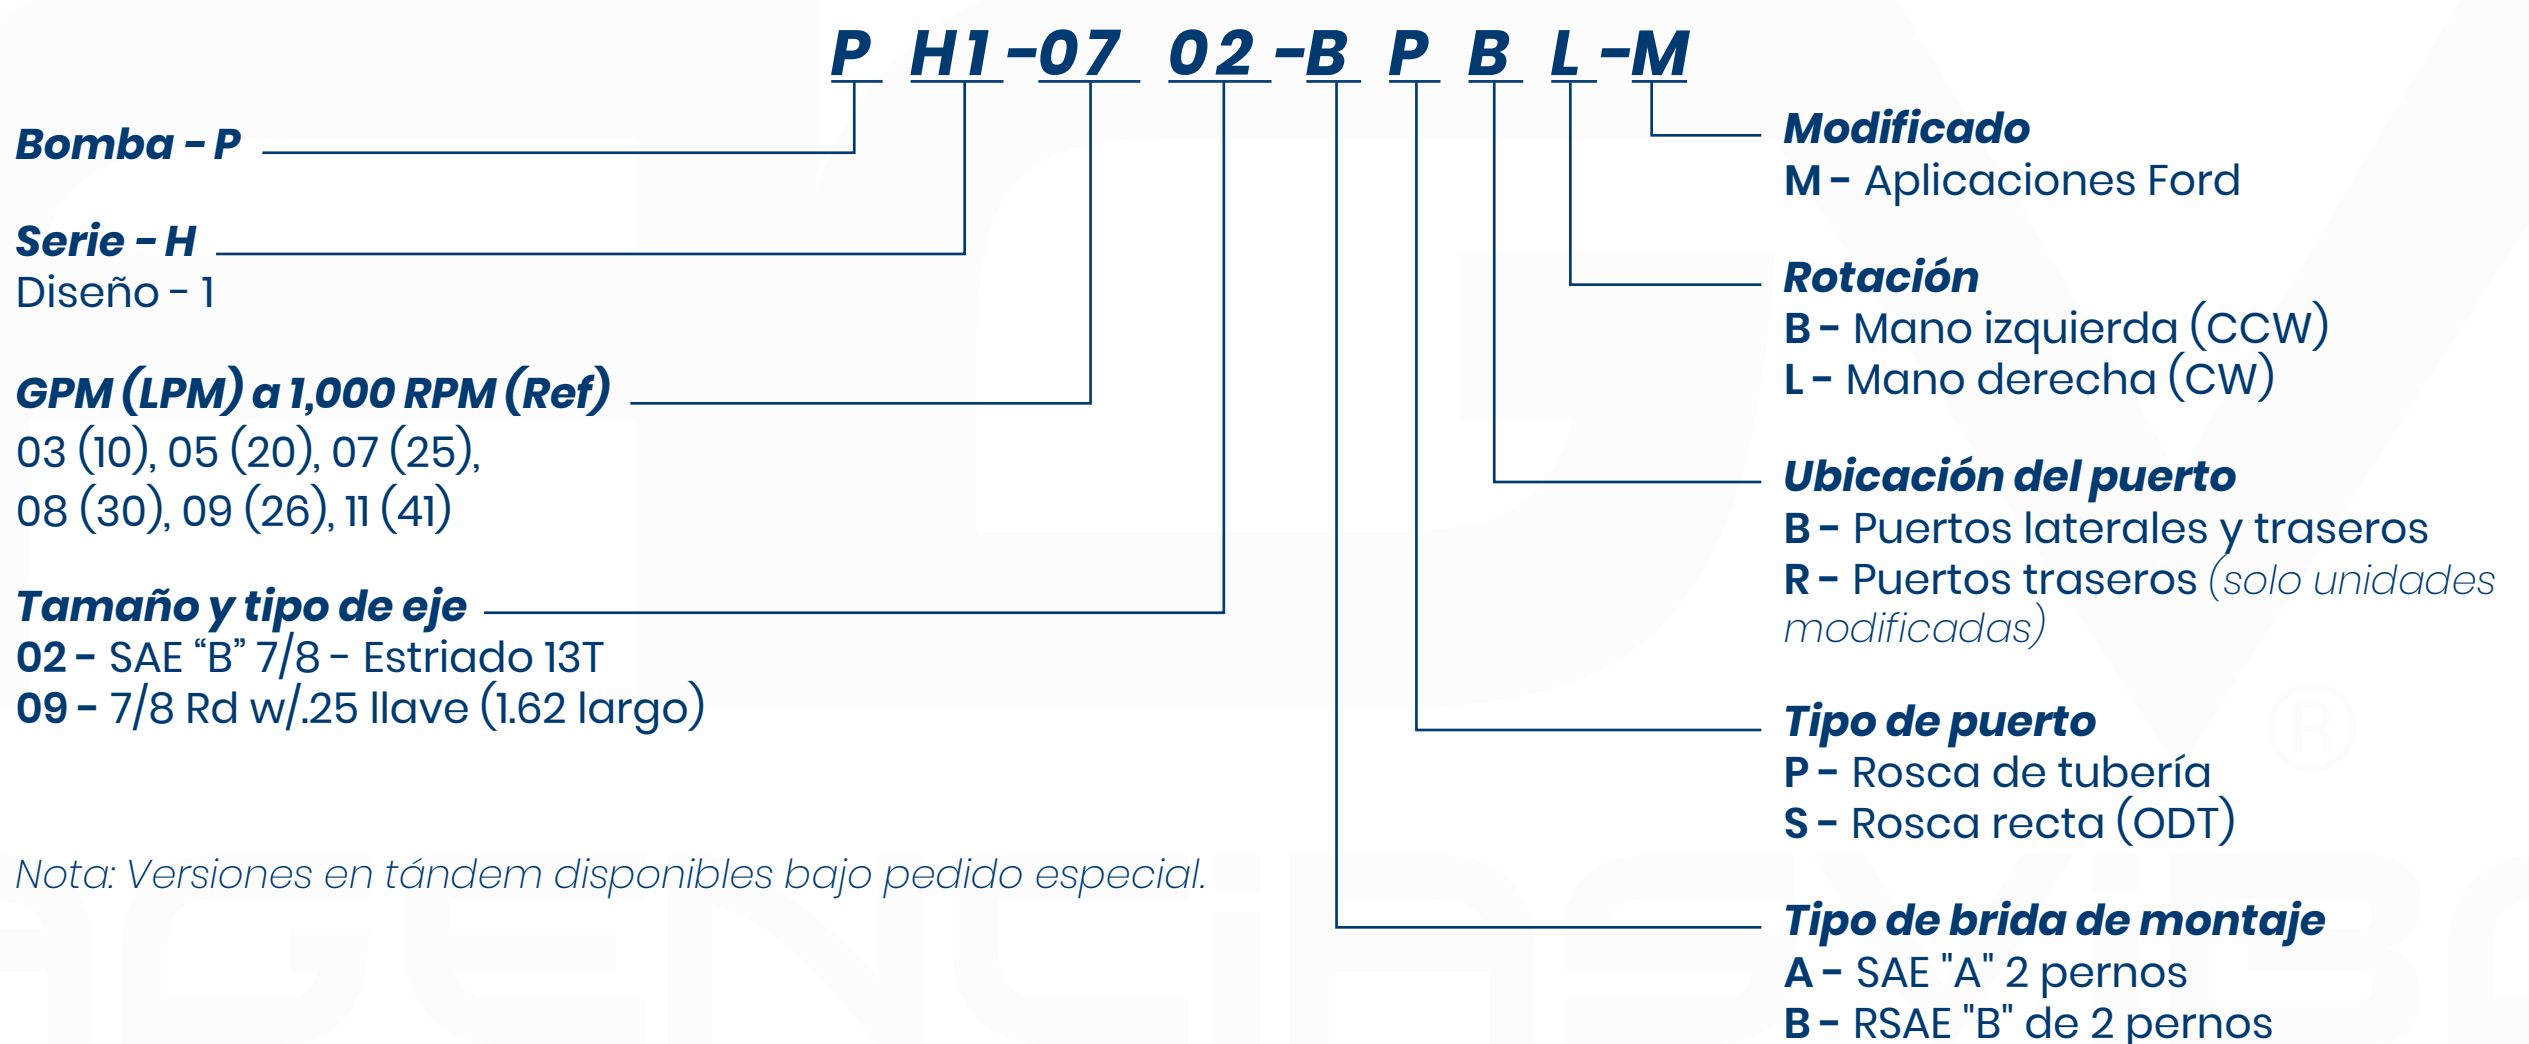 P H1-07 02-B P B L-M
Bomba - P
Serie - H
Diseño - 1
GPM (LPM) a 1,000 RPM (Ref)
03 (10), 05 (20), 07 (25),
08 (30), 09 (26), 11 (41)
Tamaño y tipo de eje
02 - SAE “B” 7/8 - Estriado 13T
09 - 7/8 Rd w/.25 llave (1.62 largo)
Nota: Versiones en tándem disponibles bajo pedido especial.
Modificado
M - Aplicaciones Ford
Rotación
B - Mano izquierda (CCW)
L - Mano derecha (CW)
Ubicación del puerto
B - Puertos laterales y traseros
R - Puertos traseros (solo unidades
modificadas)
Tipo de puerto
P - Rosca de tubería
S - Rosca recta (ODT)
Tipo de brida de montaje
A - SAE "A" 2 pernos
B - RSAE "B" de 2 pernos
®